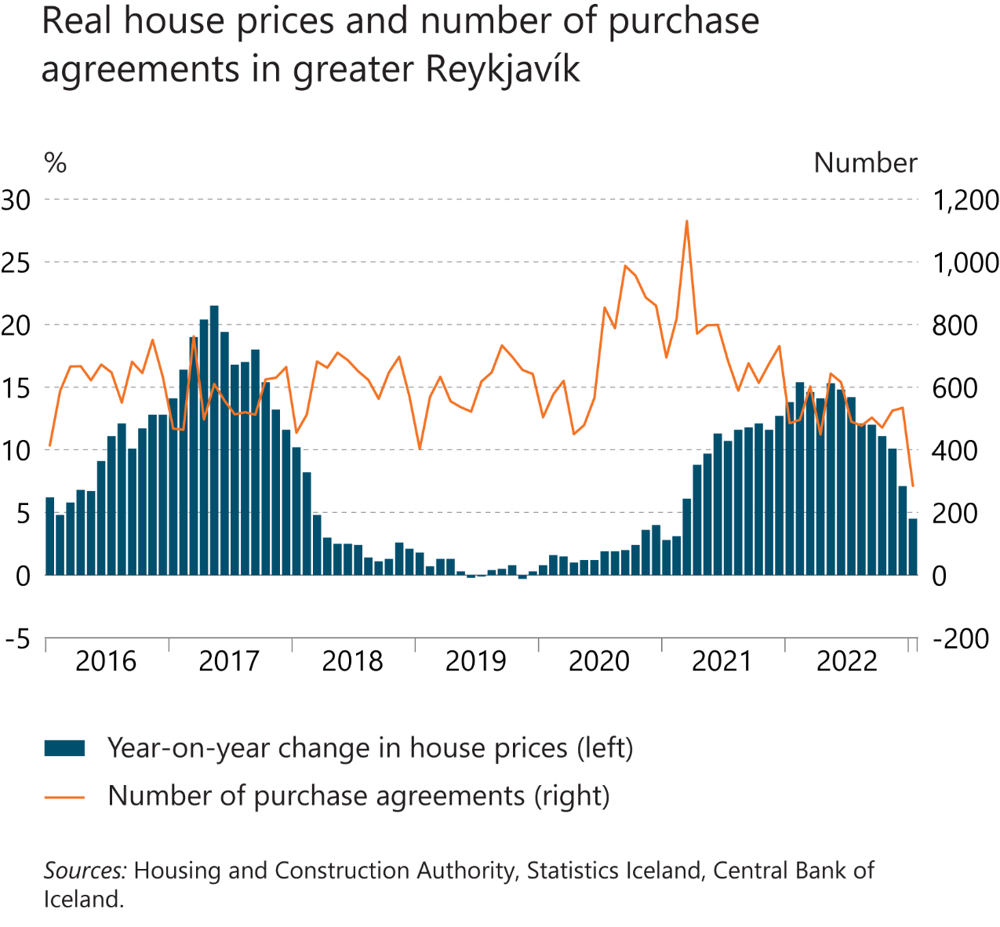 Real house prices and number of purchase
agreements in greater Reykjavík
% Number
30 1,200
25 1,000
20 800
15 600
10 400
5 200
0 0
-5 -200
2016 2017 2018 2019 2020 2021 2022
Year-on-year change in house prices (left)
Number of purchase agreements (right)
Sources: Housing and Construction Authority, Statistics Iceland, Central Bank of
Iceland.